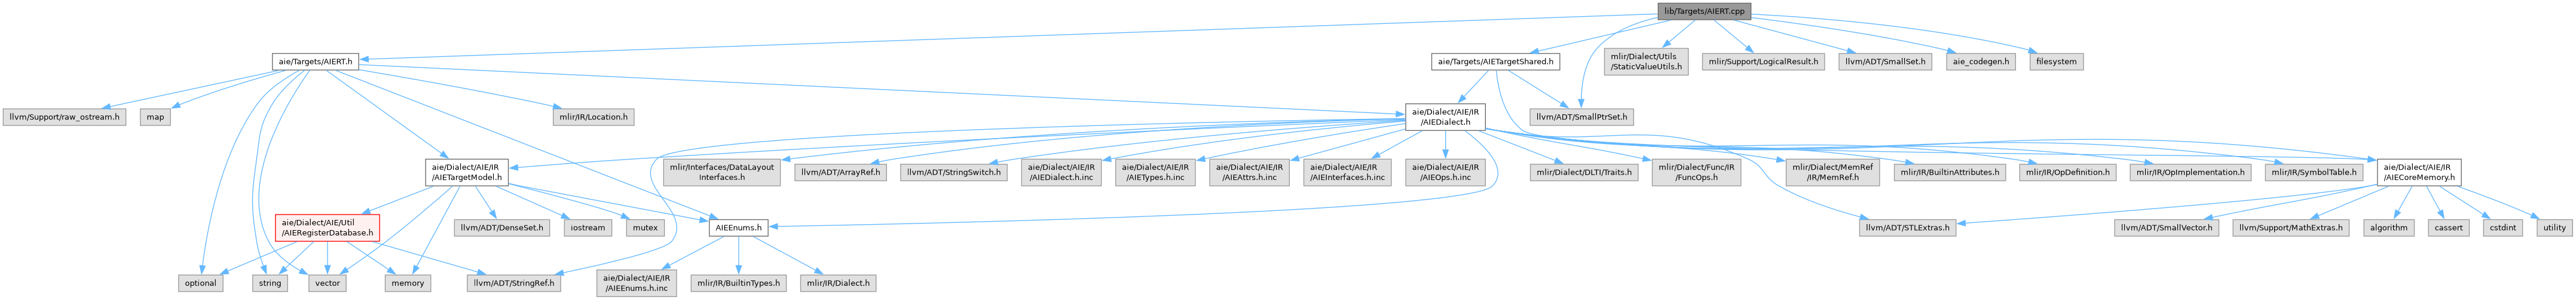 lib/Targets/AIERT.cpp
aie/Targets/AIERT.h
aie/Targets/AIETargetShared.h
mlir/Dialect/Utils
/StaticValueUtils.h
mlir/Support/LogicalResult.h
llvm/ADT/SmallSet.h
aie_codegen.h
filesystem
llvm/Support/raw_ostream.h
map
mlir/IR/Location.h
aie/Dialect/AIE/IR
/AIEDialect.h
llvm/ADT/SmallPtrSet.h
aie/Dialect/AIE/IR
/AIETargetModel.h
mlir/Interfaces/DataLayout
Interfaces.h
llvm/ADT/ArrayRef.h
llvm/ADT/StringSwitch.h
aie/Dialect/AIE/IR
/AIEDialect.h.inc
aie/Dialect/AIE/IR
/AIETypes.h.inc
aie/Dialect/AIE/IR
/AIEAttrs.h.inc
aie/Dialect/AIE/IR
/AIEInterfaces.h.inc
aie/Dialect/AIE/IR
/AIEOps.h.inc
mlir/Dialect/DLTI/Traits.h
mlir/Dialect/Func/IR
/FuncOps.h
mlir/Dialect/MemRef
/IR/MemRef.h
mlir/IR/BuiltinAttributes.h
mlir/IR/OpDefinition.h
mlir/IR/OpImplementation.h
mlir/IR/SymbolTable.h
aie/Dialect/AIE/IR
/AIECoreMemory.h
aie/Dialect/AIE/Util
/AIERegisterDatabase.h
llvm/ADT/DenseSet.h
iostream
mutex
AIEEnums.h
llvm/ADT/STLExtras.h
llvm/ADT/SmallVector.h
llvm/Support/MathExtras.h
algorithm
cassert
cstdint
utility
optional
string
vector
memory
llvm/ADT/StringRef.h
aie/Dialect/AIE/IR
/AIEEnums.h.inc
mlir/IR/BuiltinTypes.h
mlir/IR/Dialect.h